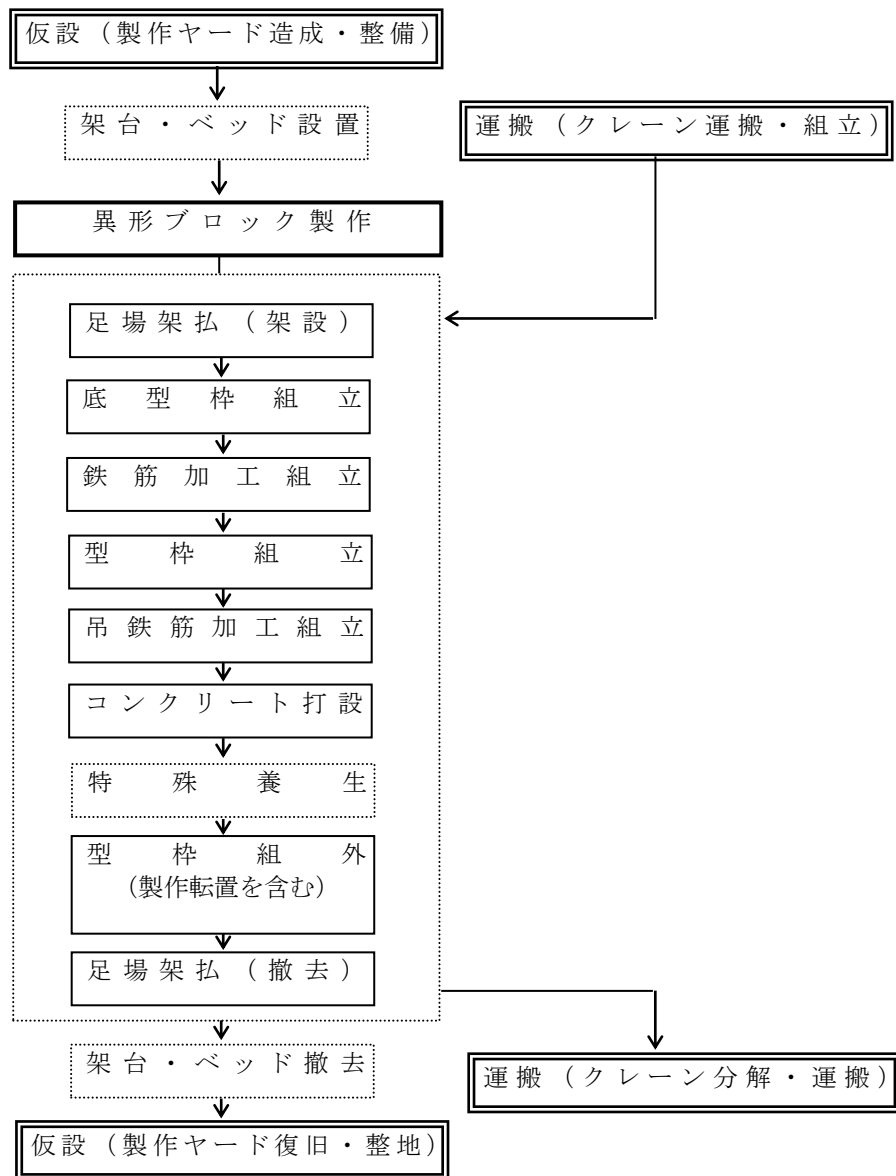 仮設（製作ヤード造成・整備）
架台・ベッド設置
運搬（クレーン運搬・組立）
異形ブロック製作
足場架払（架設）
底型枠組立
鉄筋加工組立
型枠組立
吊鉄筋加工組立
コンクリート打設
特殊養生
型枠組外
（製作転置を含む）
足場架払（撤去）
架台・ベッド撤去
運搬（クレーン分解・運搬）
仮設（製作ヤード復旧・整地）